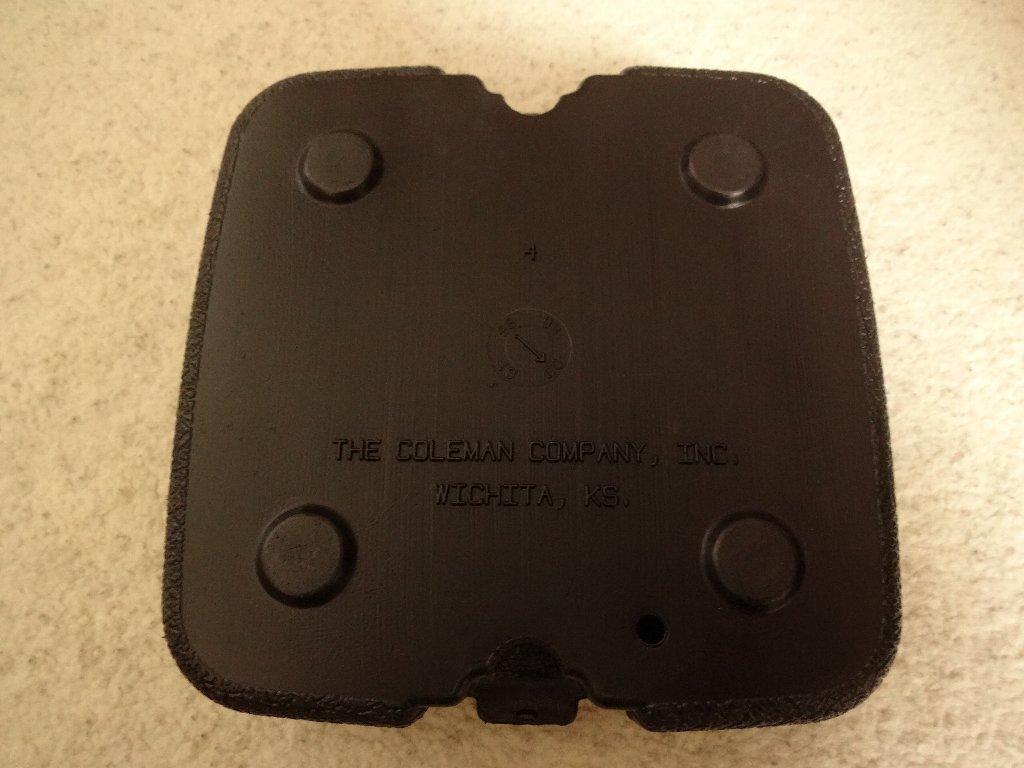 4
THE COLEMAN COMPANY, INC.
WICHITA, KS.